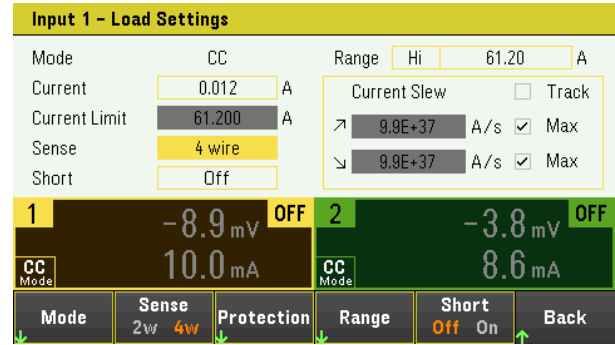 Input 1 – Load Settings
Mode CC Range Hi 61.20 A
Current 0.012 A Current Slew Track
Current Limit 61.200 A 9.9E+37 A/s Max
Sense 4 wire 9.9E+37 A/s Max
Short Off
1 OFF 2 OFF
−8.9 mV −3.8 mV
CC Mode 10.0 mA CC Mode 8.6 mA
Mode Sense Protection Range Short Back
2w 4w Off On